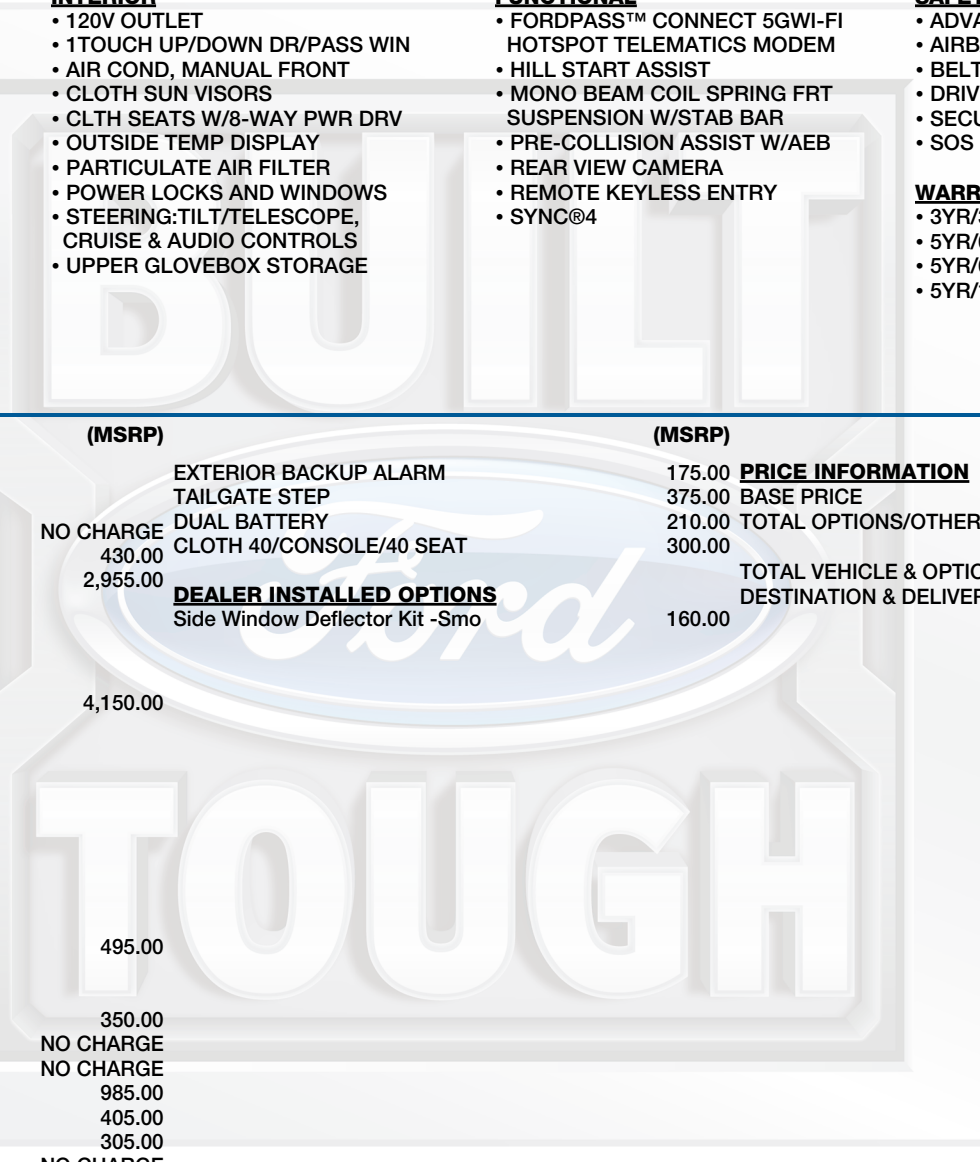 INTERIOR
• 120V OUTLET
• 1TOUCH UP/DOWN DR/PASS WIN
• AIR COND, MANUAL FRONT
• CLOTH SUN VISORS
• CLTH SEATS W/8-WAY PWR DRV
• OUTSIDE TEMP DISPLAY
• PARTICULATE AIR FILTER
• POWER LOCKS AND WINDOWS
• STEERING:TILT/TELESCOPE,
CRUISE & AUDIO CONTROLS
• UPPER GLOVEBOX STORAGE
FUNCTIONAL
• FORDPASS™ CONNECT 5GWI-FI
HOTSPOT TELEMATICS MODEM
• HILL START ASSIST
• MONO BEAM COIL SPRING FRT
SUSPENSION W/STAB BAR
• PRE-COLLISION ASSIST W/AEB
• REAR VIEW CAMERA
• REMOTE KEYLESS ENTRY
• SYNC®4
• ADVA
• AIRB
• BELT
• DRIV
• SECU
• SOS
WARR
• 3YR/
• 5YR/
• 5YR/
• 5YR/
BUILT
Ford
TOUGH
(MSRP)
NO CHARGE
430.00
2,955.00
4,150.00
495.00
350.00
NO CHARGE
NO CHARGE
985.00
405.00
305.00
NO CHARGE
(MSRP)
EXTERIOR BACKUP ALARM 175.00
TAILGATE STEP 375.00
DUAL BATTERY 210.00
CLOTH 40/CONSOLE/40 SEAT 300.00
DEALER INSTALLED OPTIONS
Side Window Deflector Kit -Smo 160.00
PRICE INFORMATION
BASE PRICE
TOTAL OPTIONS/OTHER
TOTAL VEHICLE & OPTIO
DESTINATION & DELIVER